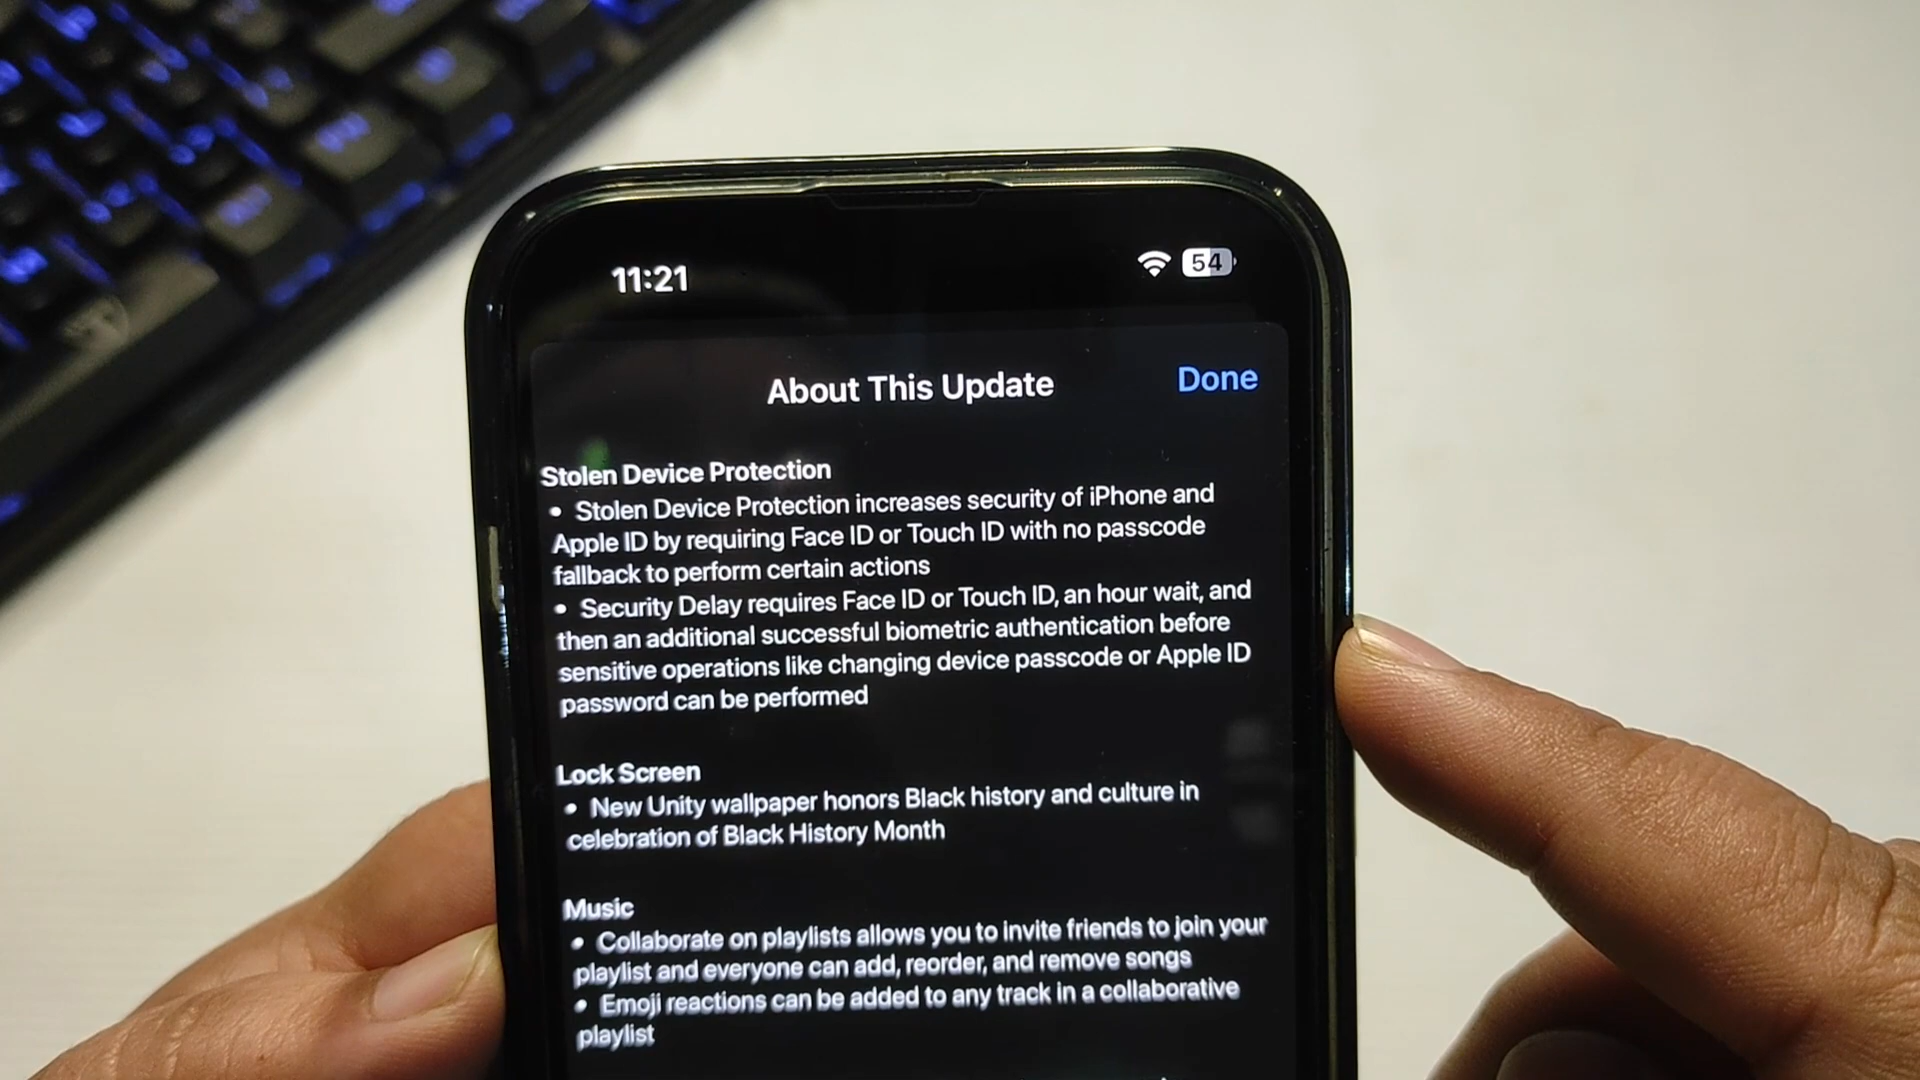 11:21
54
About This Update
Done
Stolen Device Protection
• Stolen Device Protection increases security of iPhone and
Apple ID by requiring Face ID or Touch ID with no passcode
fallback to perform certain actions
• Security Delay requires Face ID or Touch ID, an hour wait, and
then an additional successful biometric authentication before
sensitive operations like changing device passcode or Apple ID
password can be performed
Lock Screen
• New Unity wallpaper honors Black history and culture in
celebration of Black History Month
Music
• Collaborate on playlists allows you to invite friends to join your
playlist and everyone can add, reorder, and remove songs
• Emoji reactions can be added to any track in a collaborative
playlist